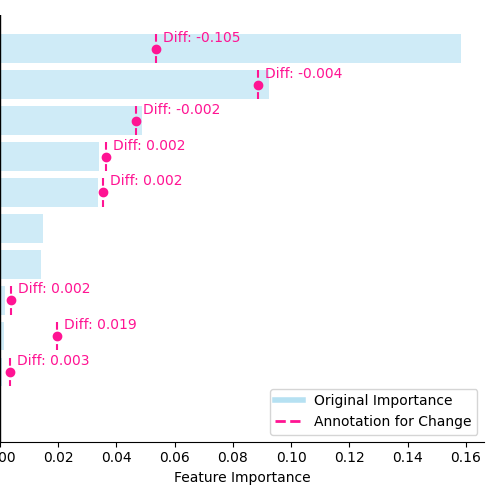 Diff: -0.105
Diff: -0.004
Diff: -0.002
Diff: 0.002
Diff: 0.002
Diff: 0.002
Diff: 0.019
Diff: 0.003
Original Importance
Annotation for Change
00 0.02 0.04 0.06 0.08 0.10 0.12 0.14 0.16
Feature Importance